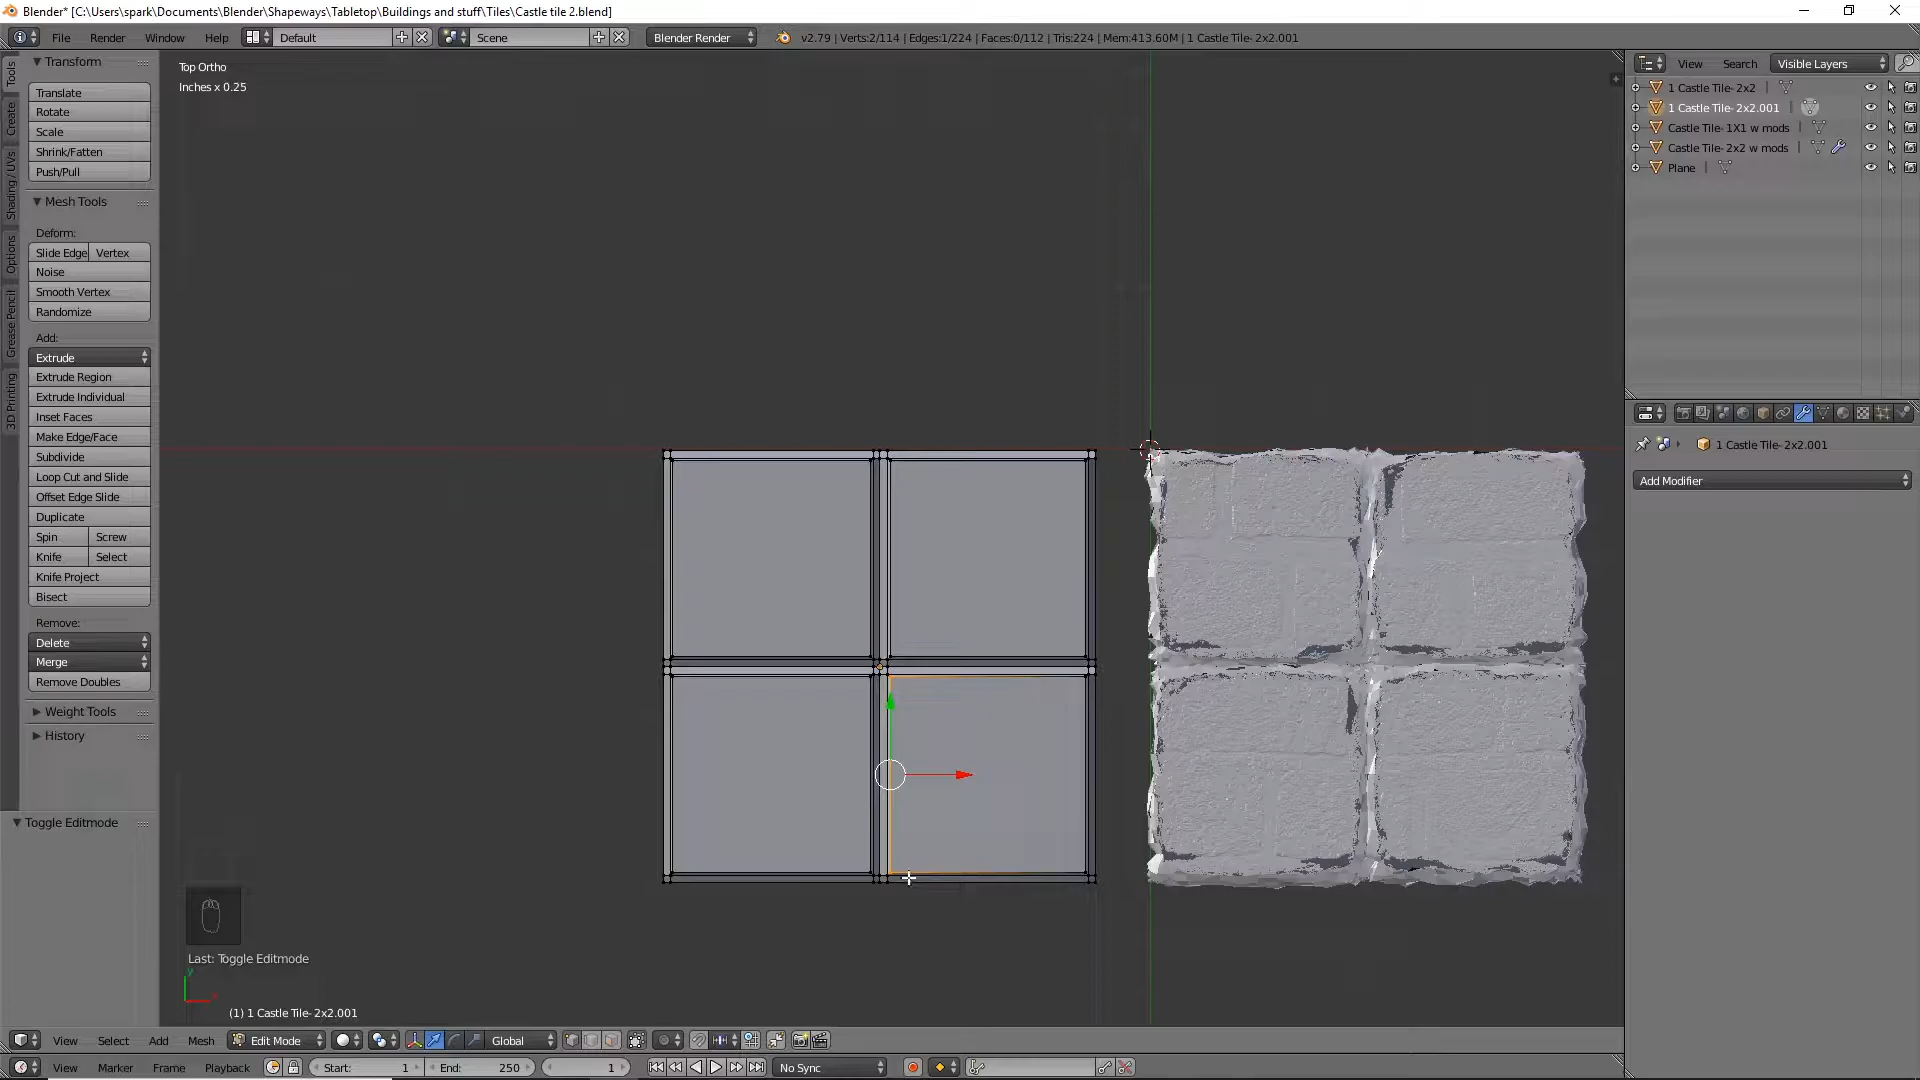 Blender* [C:\Users\spark\Documents\Blender\Shapeways\Tabletop\Buildings and stuff\Tiles\Castle tile 2.blend]
File Render Window Help Default Scene Blender Render v2.79 | Verts:2/114 | Edges:1/224 | Faces:0/112 | Tris:224 | Mem:413.60M | 1 Castle Tile- 2x2.001
Tools
Create
Shading / UVs
Options
Grease Pencil
3D Printing
Transform
Translate
Rotate
Scale
Shrink/Fatten
Push/Pull
Mesh Tools
Deform:
Slide Edge Vertex
Noise
Smooth Vertex
Randomize
Add:
Extrude
Extrude Region
Extrude Individual
Inset Faces
Make Edge/Face
Subdivide
Loop Cut and Slide
Offset Edge Slide
Duplicate
Spin Screw
Knife Select
Knife Project
Bisect
Remove:
Delete
Merge
Remove Doubles
Weight Tools
History
Toggle Editmode
Top Ortho
Inches x 0.25
Last: Toggle Editmode
y
x
(1) 1 Castle Tile- 2x2.001
View Search Visible Layers
1 Castle Tile- 2x2
1 Castle Tile- 2x2.001
Castle Tile- 1X1 w mods
Castle Tile- 2x2 w mods
Plane
1 Castle Tile- 2x2.001
Add Modifier
View Select Add Mesh Edit Mode Global
View Marker Frame Playback Start: 1 End: 250 1 No Sync